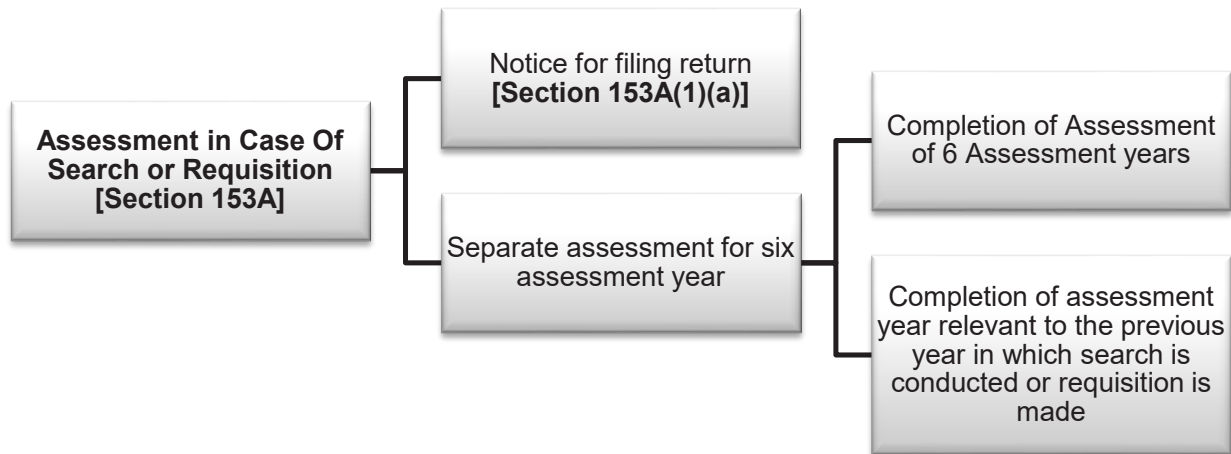 Assessment in Case Of
Search or Requisition
[Section 153A]
Notice for filing return
[Section 153A(1)(a)]
Separate assessment for six
assessment year
Completion of Assessment
of 6 Assessment years
Completion of assessment
year relevant to the previous
year in which search is
conducted or requisition is
made